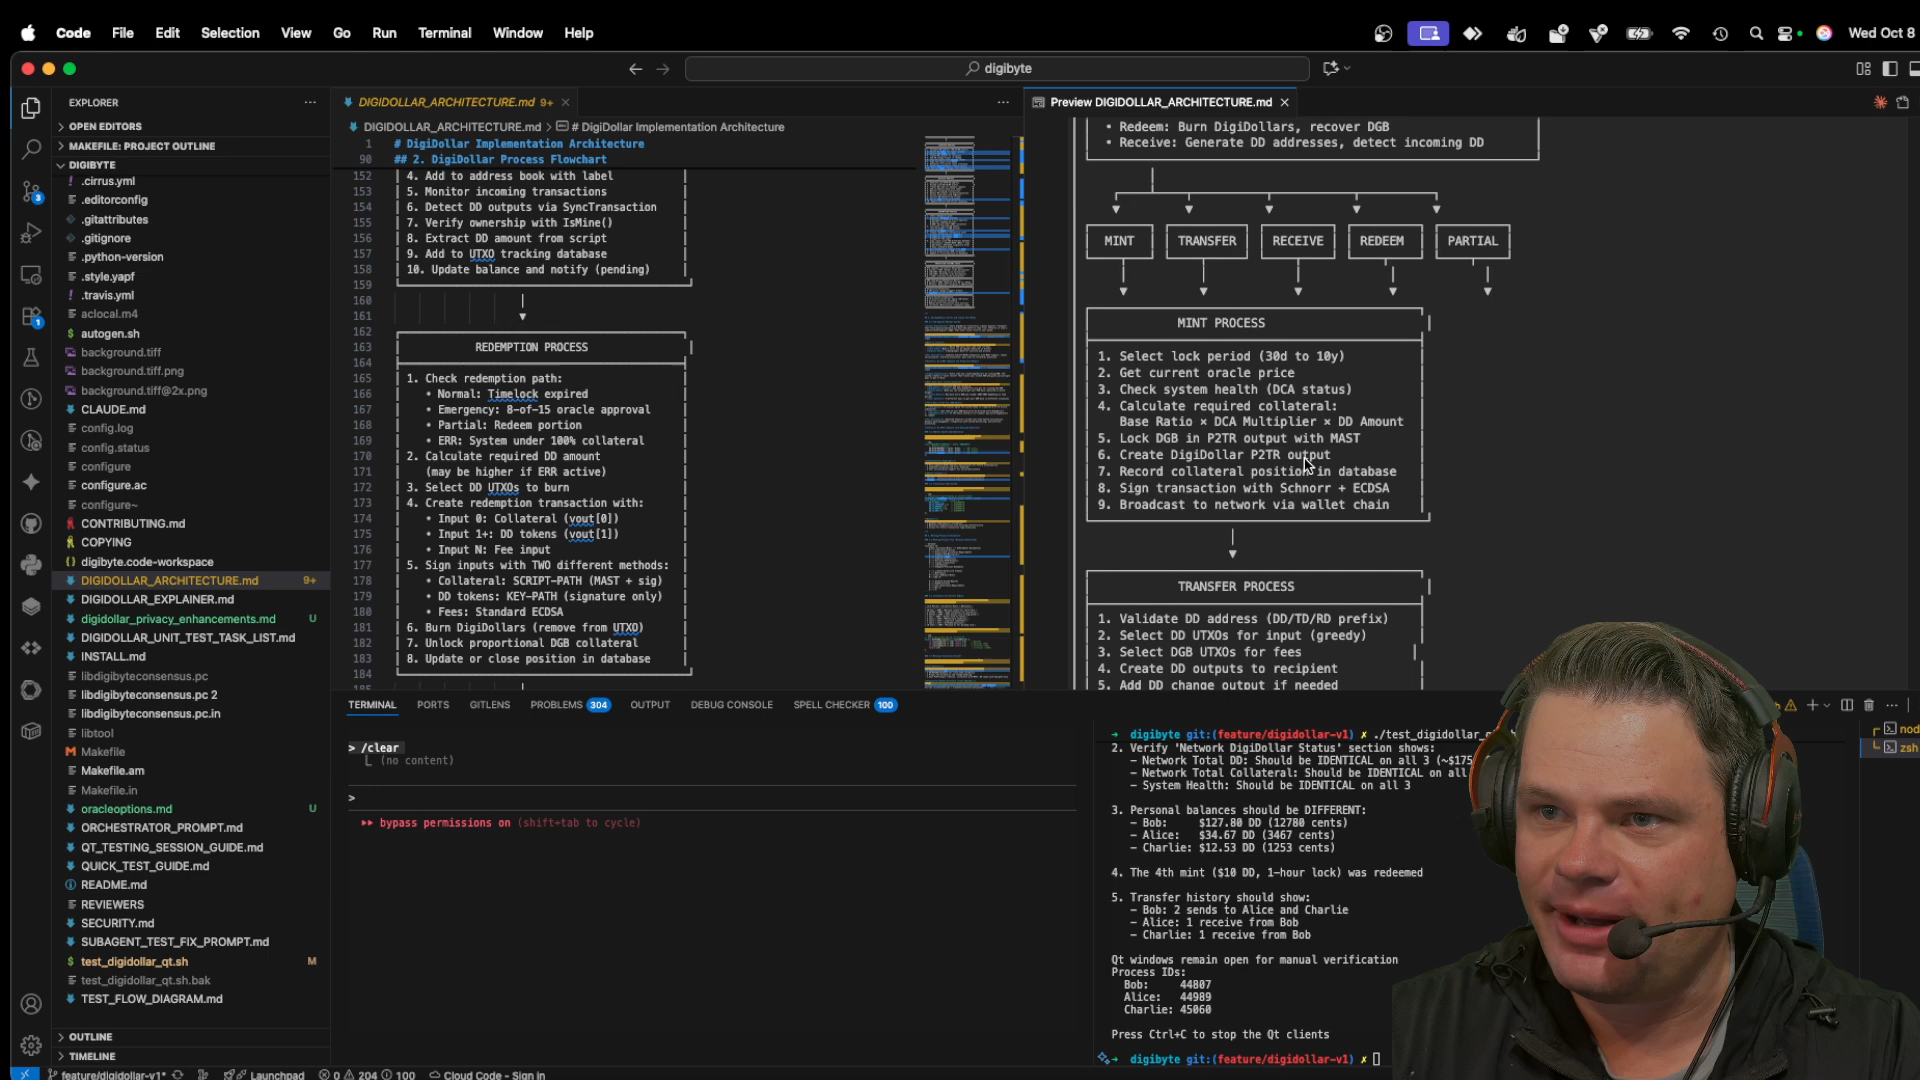 Code File Edit Selection View Go Run Terminal Window Help
Wed Oct 8
digibyte
EXPLORER
OPEN EDITORS
MAKEFILE: PROJECT OUTLINE
DIGIBYTE
.cirrus.yml
.editorconfig
.gitattributes
.gitignore
.python-version
.style.yapf
.travis.yml
aclocal.m4
autogen.sh
background.tiff
background.tiff.png
background.tiff@2x.png
CLAUDE.md
config.log
config.status
configure
configure.ac
configure~
CONTRIBUTING.md
COPYING
digibyte.code-workspace
DIGIDOLLAR_ARCHITECTURE.md 9+
DIGIDOLLAR_EXPLAINER.md
digidollar_privacy_enhancements.md U
DIGIDOLLAR_UNIT_TEST_TASK_LIST.md
INSTALL.md
libdigibyteconsensus.pc
libdigibyteconsensus.pc 2
libdigibyteconsensus.pc.in
libtool
Makefile
Makefile.am
Makefile.in
oracleoptions.md U
ORCHESTRATOR_PROMPT.md
QT_TESTING_SESSION_GUIDE.md
QUICK_TEST_GUIDE.md
README.md
REVIEWERS
SECURITY.md
SUBAGENT_TEST_FIX_PROMPT.md
test_digidollar_qt.sh M
test_digidollar_qt.sh.bak
TEST_FLOW_DIAGRAM.md
OUTLINE
TIMELINE
3
1
DIGIDOLLAR_ARCHITECTURE.md 9+
DIGIDOLLAR_ARCHITECTURE.md > # DigiDollar Implementation Architecture
1 # DigiDollar Implementation Architecture
90 ## 2. DigiDollar Process Flowchart
152 4. Add to address book with label
153 5. Monitor incoming transactions
154 6. Detect DD outputs via SyncTransaction
155 7. Verify ownership with IsMine()
156 8. Extract DD amount from script
157 9. Add to UTXO tracking database
158 10. Update balance and notify (pending)
159
160
161
162
163 REDEMPTION PROCESS
164
165 1. Check redemption path:
166 • Normal: Timelock expired
167 • Emergency: 8-of-15 oracle approval
168 • Partial: Redeem portion
169 • ERR: System under 100% collateral
170 2. Calculate required DD amount
171 (may be higher if ERR active)
172 3. Select DD UTXOs to burn
173 4. Create redemption transaction with:
174 • Input 0: Collateral (vout[0])
175 • Input 1+: DD tokens (vout[1])
176 • Input N: Fee input
177 5. Sign inputs with TWO different methods:
178 • Collateral: SCRIPT-PATH (MAST + sig)
179 • DD tokens: KEY-PATH (signature only)
180 • Fees: Standard ECDSA
181 6. Burn DigiDollars (remove from UTXO)
182 7. Unlock proportional DGB collateral
183 8. Update or close position in database
184
Preview DIGIDOLLAR_ARCHITECTURE.md
• Redeem: Burn DigiDollars, recover DGB
• Receive: Generate DD addresses, detect incoming DD
MINT TRANSFER RECEIVE REDEEM PARTIAL
MINT PROCESS
1. Select lock period (30d to 10y)
2. Get current oracle price
3. Check system health (DCA status)
4. Calculate required collateral:
Base Ratio × DCA Multiplier × DD Amount
5. Lock DGB in P2TR output with MAST
6. Create DigiDollar P2TR output
7. Record collateral position in database
8. Sign transaction with Schnorr + ECDSA
9. Broadcast to network via wallet chain
TRANSFER PROCESS
1. Validate DD address (DD/TD/RD prefix)
2. Select DD UTXOs for input (greedy)
3. Select DGB UTXOs for fees
4. Create DD outputs to recipient
5. Add DD change output if needed
TERMINAL PORTS GITLENS PROBLEMS 304 OUTPUT DEBUG CONSOLE SPELL CHECKER 100
> /clear
(no content)
>
bypass permissions on (shift+tab to cycle)
digibyte git:(feature/digidollar-v1) ✗ ./test_digidollar_
2. Verify 'Network DigiDollar Status' section shows:
- Network Total DD: Should be IDENTICAL on all 3 (~$175
- Network Total Collateral: Should be IDENTICAL on all
- System Health: Should be IDENTICAL on all 3
3. Personal balances should be DIFFERENT:
- Bob: $127.80 DD (12780 cents)
- Alice: $34.67 DD (3467 cents)
- Charlie: $12.53 DD (1253 cents)
4. The 4th mint ($10 DD, 1-hour lock) was redeemed
5. Transfer history should show:
- Bob: 2 sends to Alice and Charlie
- Alice: 1 receive from Bob
- Charlie: 1 receive from Bob
Qt windows remain open for manual verification
Process IDs:
Bob: 44807
Alice: 44989
Charlie: 45060
Press Ctrl+C to stop the Qt clients
digibyte git:(feature/digidollar-v1) ✗
zsh
feature/digidollar-v1* Launchpad 0 204 100 Cloud Code - Sign in